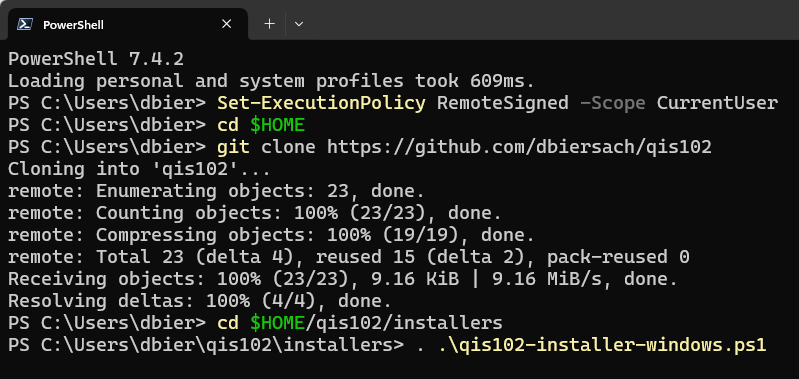 PowerShell
PowerShell 7.4.2
Loading personal and system profiles took 609ms.
PS C:\Users\dbier> Set-ExecutionPolicy RemoteSigned -Scope CurrentUser
PS C:\Users\dbier> cd $HOME
PS C:\Users\dbier> git clone https://github.com/dbiersach/qis102
Cloning into 'qis102'...
remote: Enumerating objects: 23, done.
remote: Counting objects: 100% (23/23), done.
remote: Compressing objects: 100% (19/19), done.
remote: Total 23 (delta 4), reused 15 (delta 2), pack-reused 0
Receiving objects: 100% (23/23), 9.16 KiB | 9.16 MiB/s, done.
Resolving deltas: 100% (4/4), done.
PS C:\Users\dbier> cd $HOME/qis102/installers
PS C:\Users\dbier\qis102\installers> . .\qis102-installer-windows.ps1